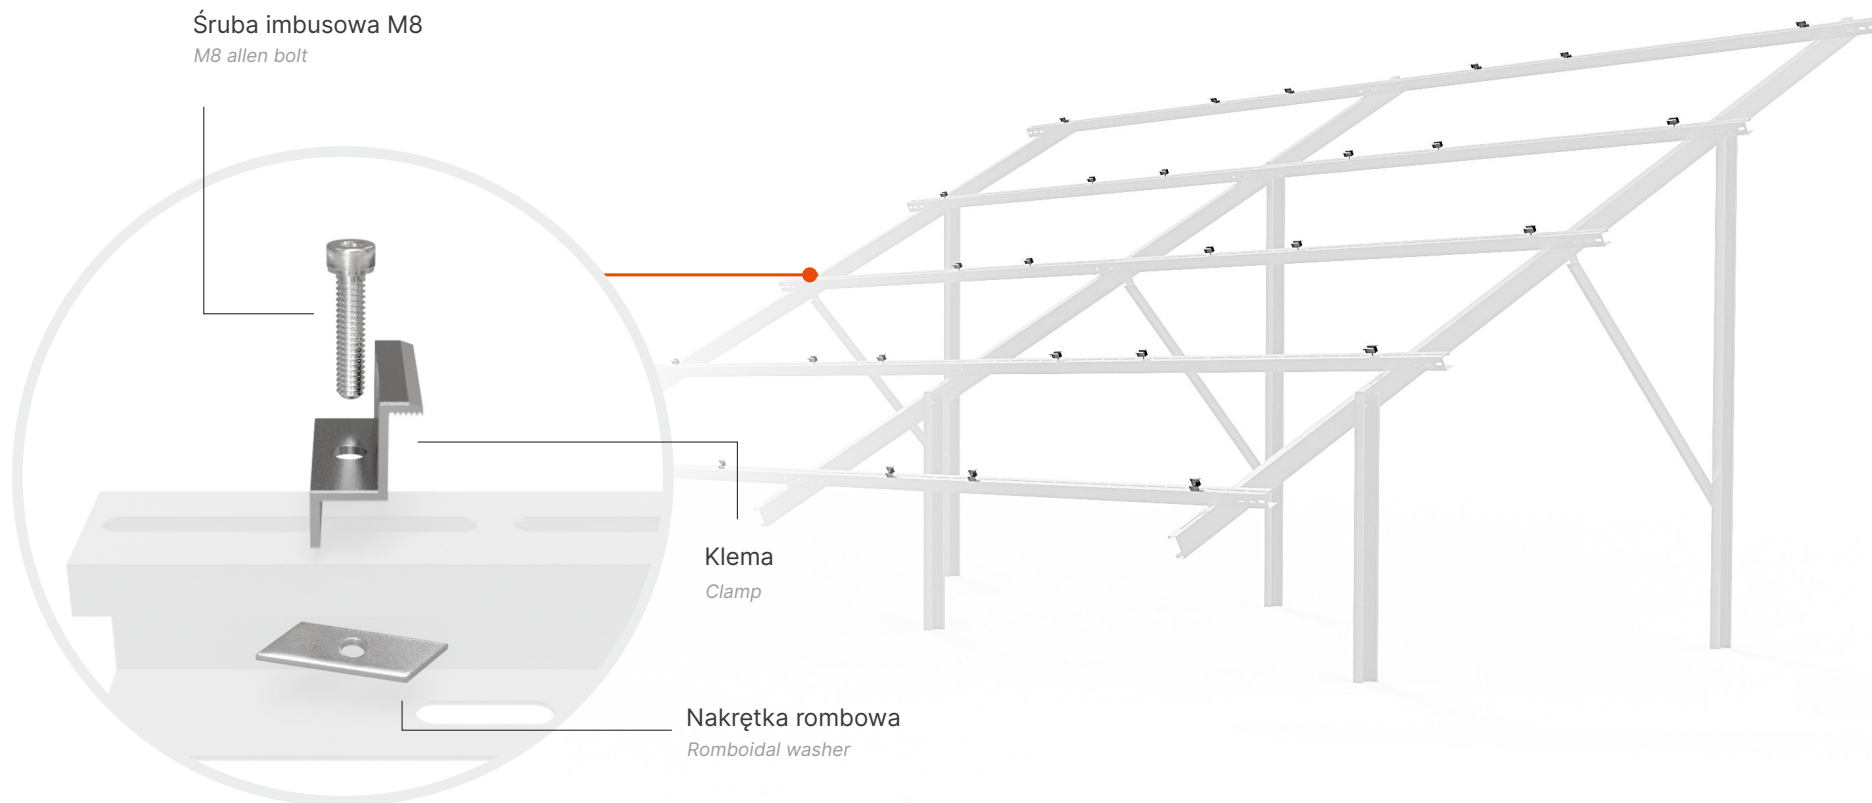 Śruba imbusowa M8
M8 allen bolt
Klema
Clamp
Nakrętka rombowa
Romboidal washer